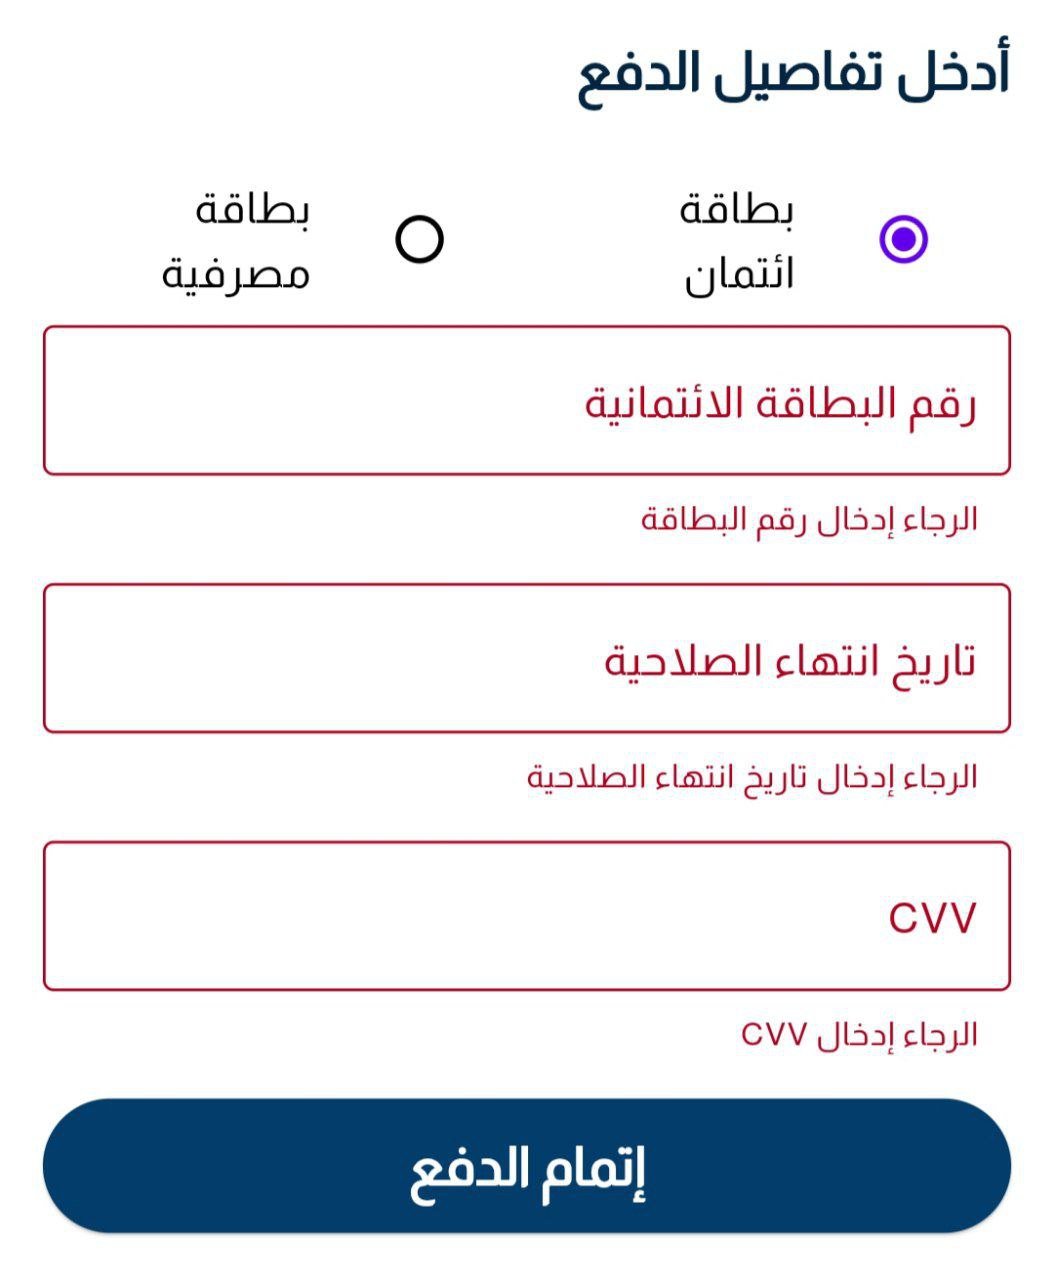 أدخل تفاصيل الدفع
بطاقة ائتمان
بطاقة مصرفية
رقم البطاقة الائتمانية
الرجاء إدخال رقم البطاقة
تاريخ انتهاء الصلاحية
الرجاء إدخال تاريخ انتهاء الصلاحية
CVV
الرجاء إدخال CVV
إتمام الدفع